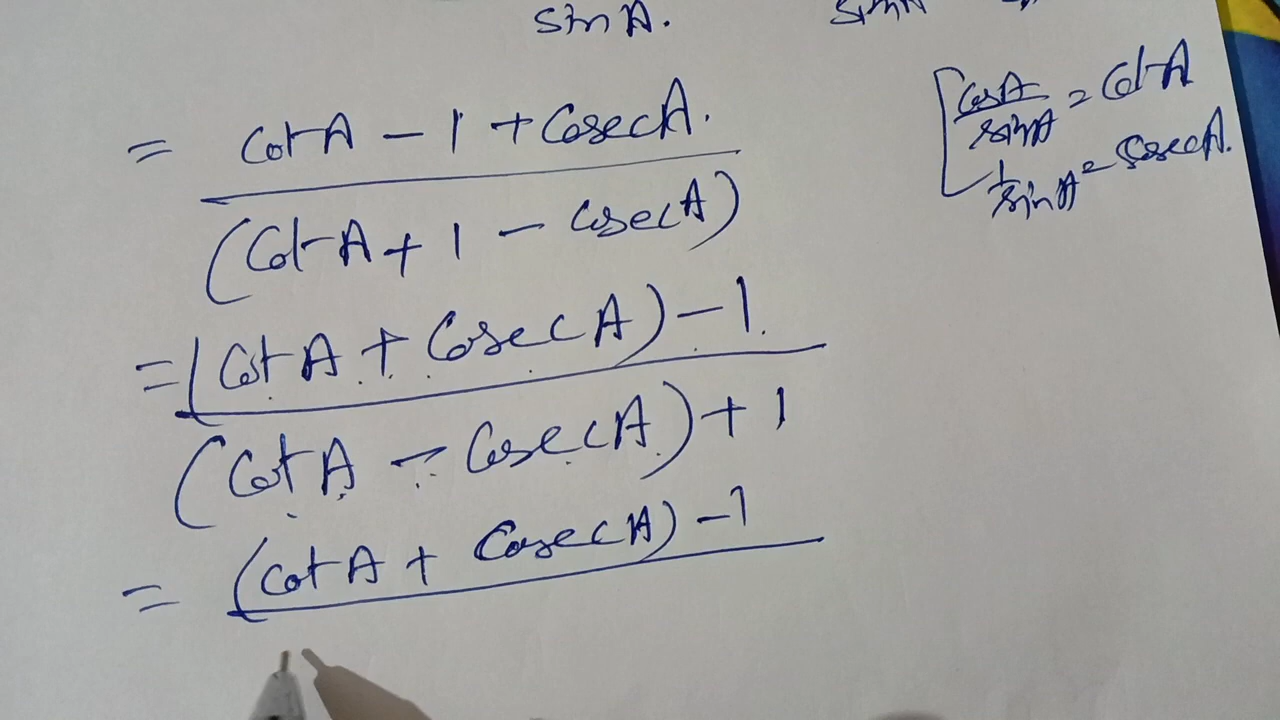 sin A.
= cot A - 1 + Cosec A.
(Cot A + 1 - Cosec A)
= (Cot A + Cosec A) - 1.
(Cot A - Cosec A) + 1
= (Cot A + Cosec A) - 1
[Cos A
sin A = Cot A
1
sin A = Cosec A.